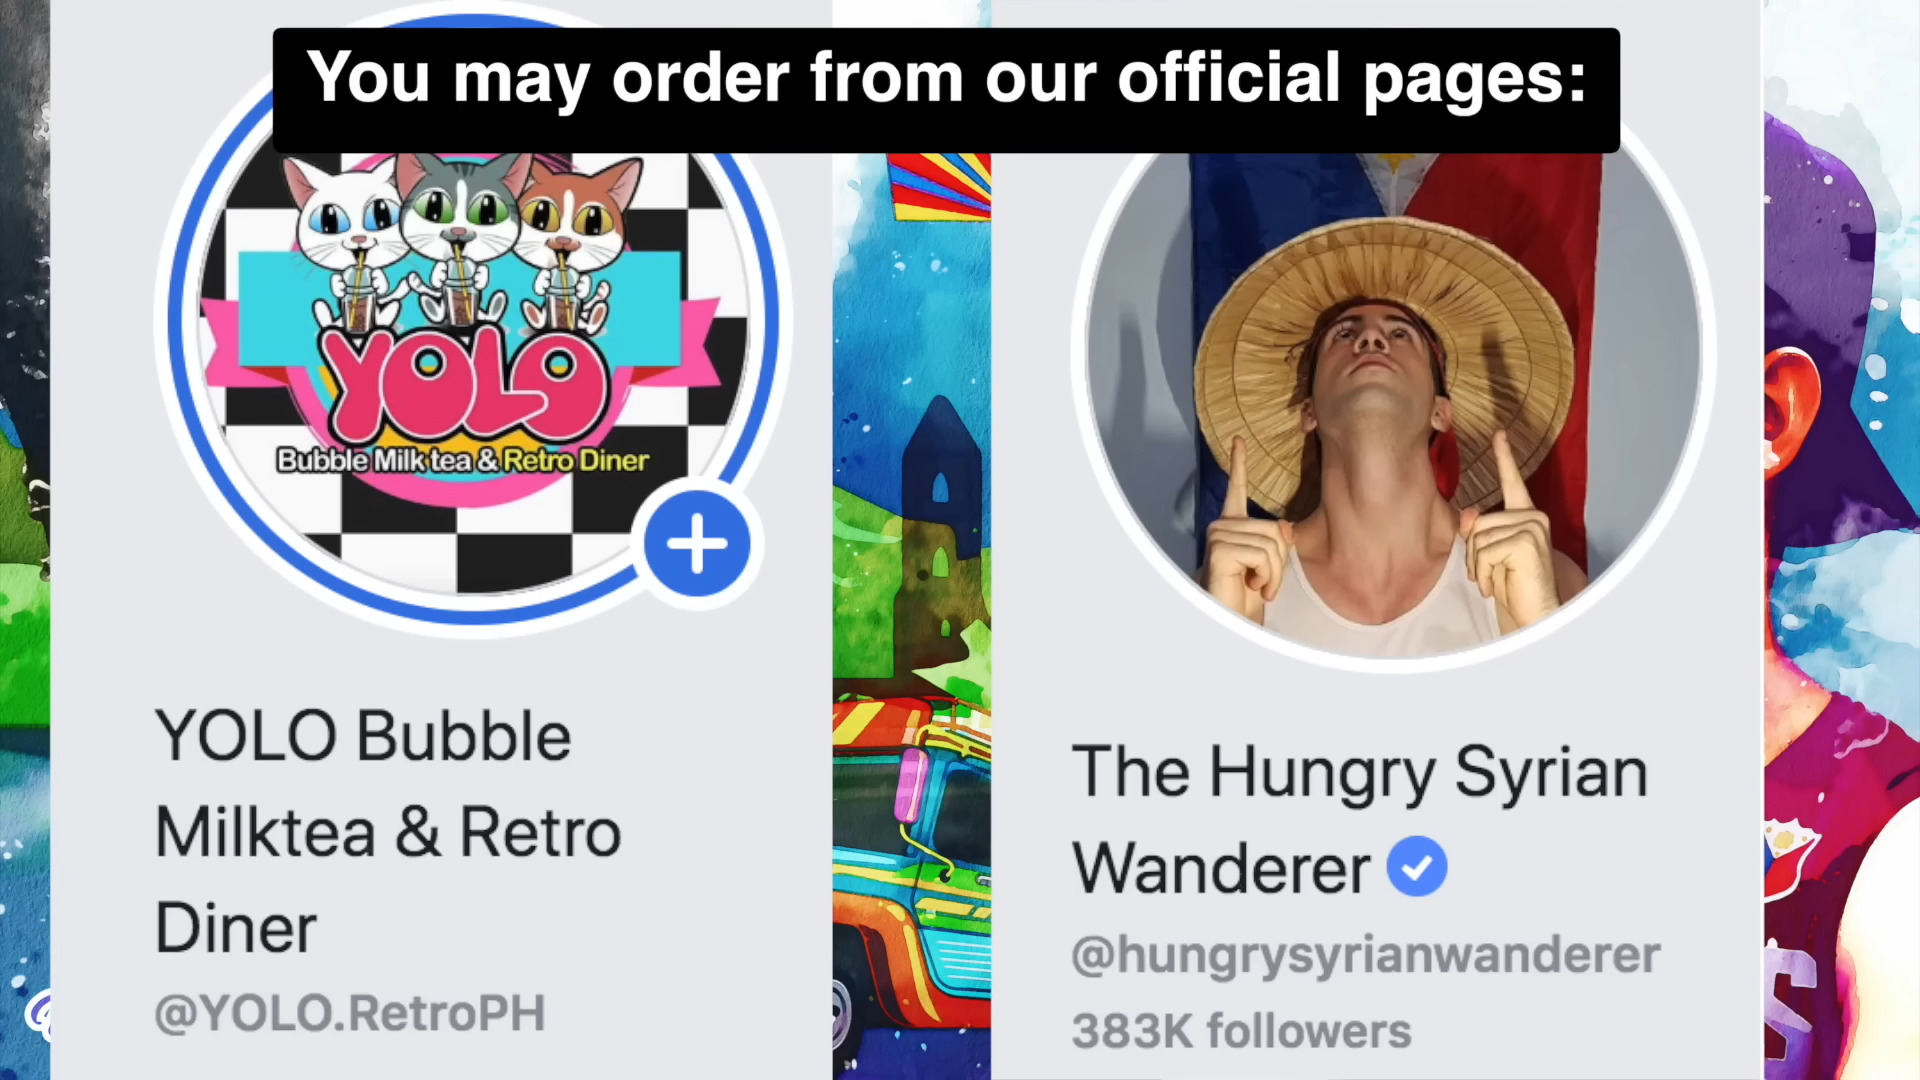 You may order from our official pages:
YOLO
Bubble Milk tea & Retro Diner
YOLO Bubble
Milktea & Retro
Diner
@YOLO.RetroPH
The Hungry Syrian
Wanderer
@hungrysyrianwanderer
383K followers